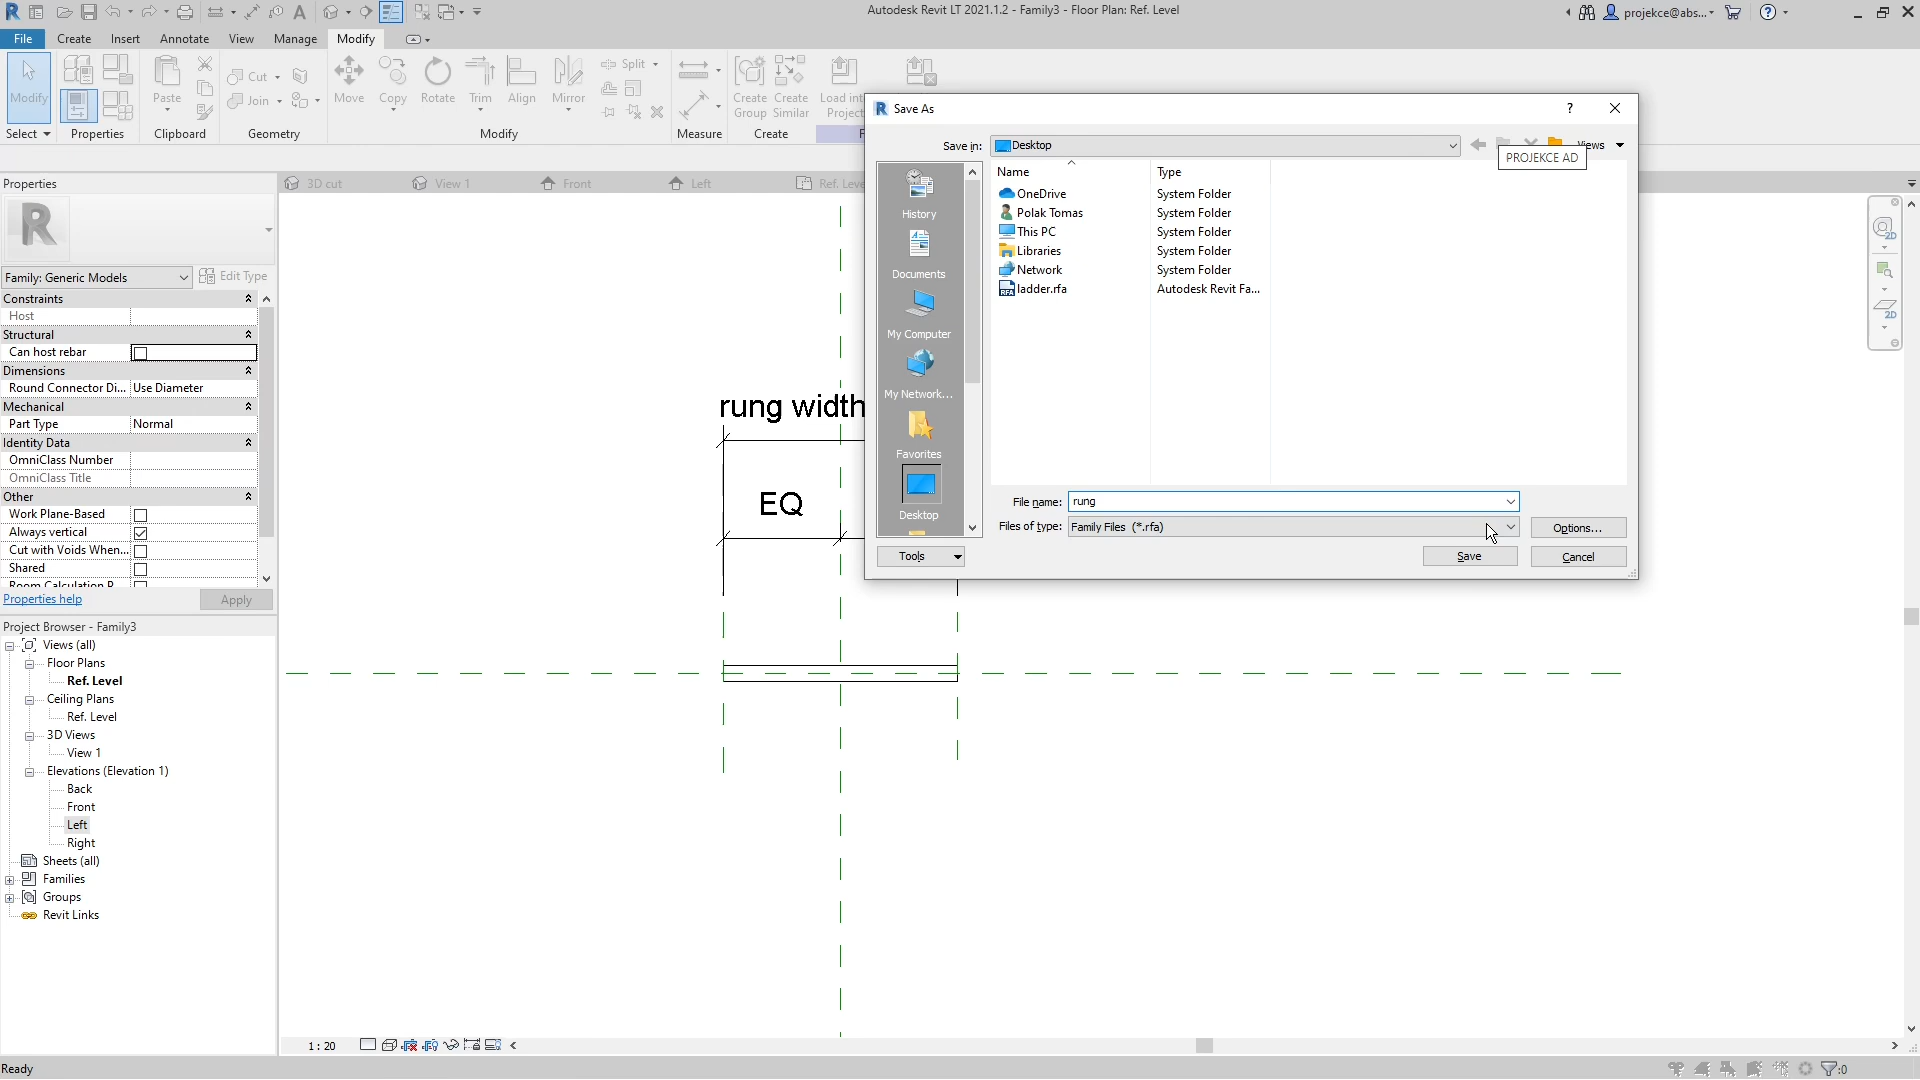 Autodesk Revit LT 2021.1.2 - Family3 - Floor Plan: Ref. Level
projekce@abs...
File Create Insert Annotate View Manage Modify
Modify
Select
Properties
Paste
Clipboard
Cut
Join
Geometry
Move Copy Rotate Trim Align Mirror
Split
Modify
Measure
Create Group
Create Similar
Create
Load int
Project
Properties
3D cut
View 1
Front
Left
Ref. Leve
Family: Generic Models
Edit Type
Constraints
Host
Structural
Can host rebar
Dimensions
Round Connector Di... Use Diameter
Mechanical
Part Type Normal
Identity Data
OmniClass Number
OmniClass Title
Other
Work Plane-Based
Always vertical
Cut with Voids When...
Shared
Room Calculation P
Properties help
Apply
Project Browser - Family3
Views (all)
Floor Plans
Ref. Level
Ceiling Plans
Ref. Level
3D Views
View 1
Elevations (Elevation 1)
Back
Front
Left
Right
Sheets (all)
Families
Groups
Revit Links
rung width
EQ
Save As
Save in: Desktop
Views
PROJEKCE AD
Name Type
OneDrive System Folder
Polak Tomas System Folder
This PC System Folder
Libraries System Folder
Network System Folder
ladder.rfa Autodesk Revit Fa...
History
Documents
My Computer
My Network...
Favorites
Desktop
File name: rung
Files of type: Family Files (*.rfa)
Options...
Tools
Save
Cancel
1 : 20
2D
2D
Ready
:0